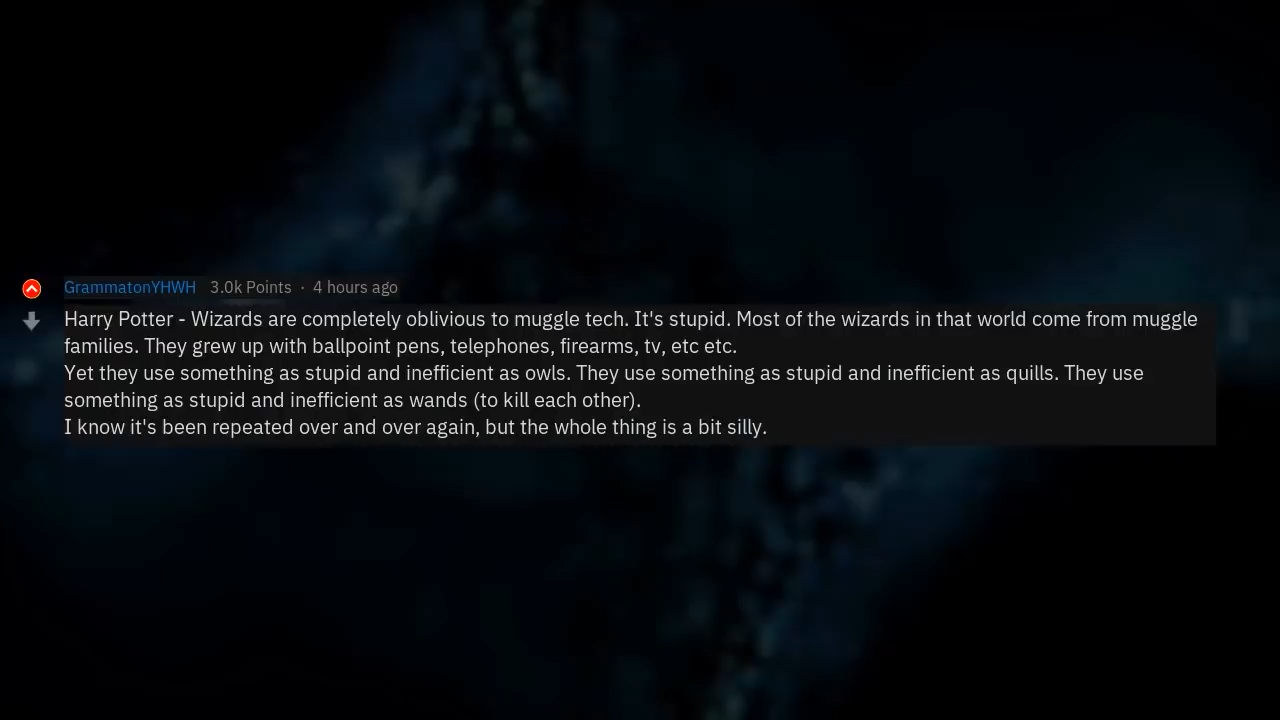 GrammatonYHWH 3.0k Points · 4 hours ago
Harry Potter - Wizards are completely oblivious to muggle tech. It's stupid. Most of the wizards in that world come from muggle
families. They grew up with ballpoint pens, telephones, firearms, tv, etc etc.
Yet they use something as stupid and inefficient as owls. They use something as stupid and inefficient as quills. They use
something as stupid and inefficient as wands (to kill each other).
I know it's been repeated over and over again, but the whole thing is a bit silly.